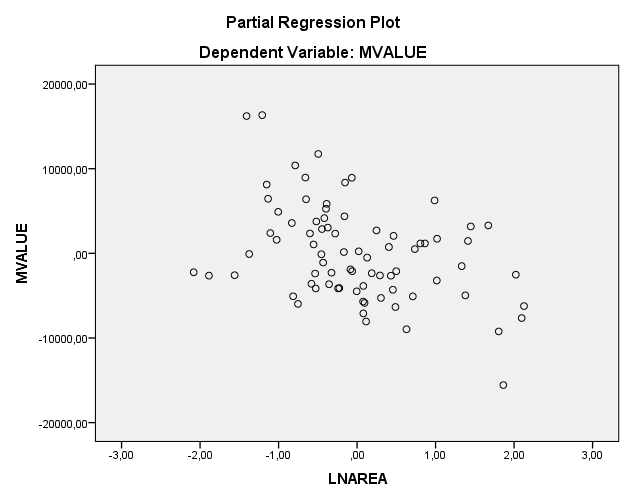 Partial Regression Plot
Dependent Variable: MVALUE
20000,00
10000,00
,00
-10000,00
-20000,00
MVALUE
-3,00 -2,00 -1,00 ,00 1,00 2,00 3,00
LNAREA